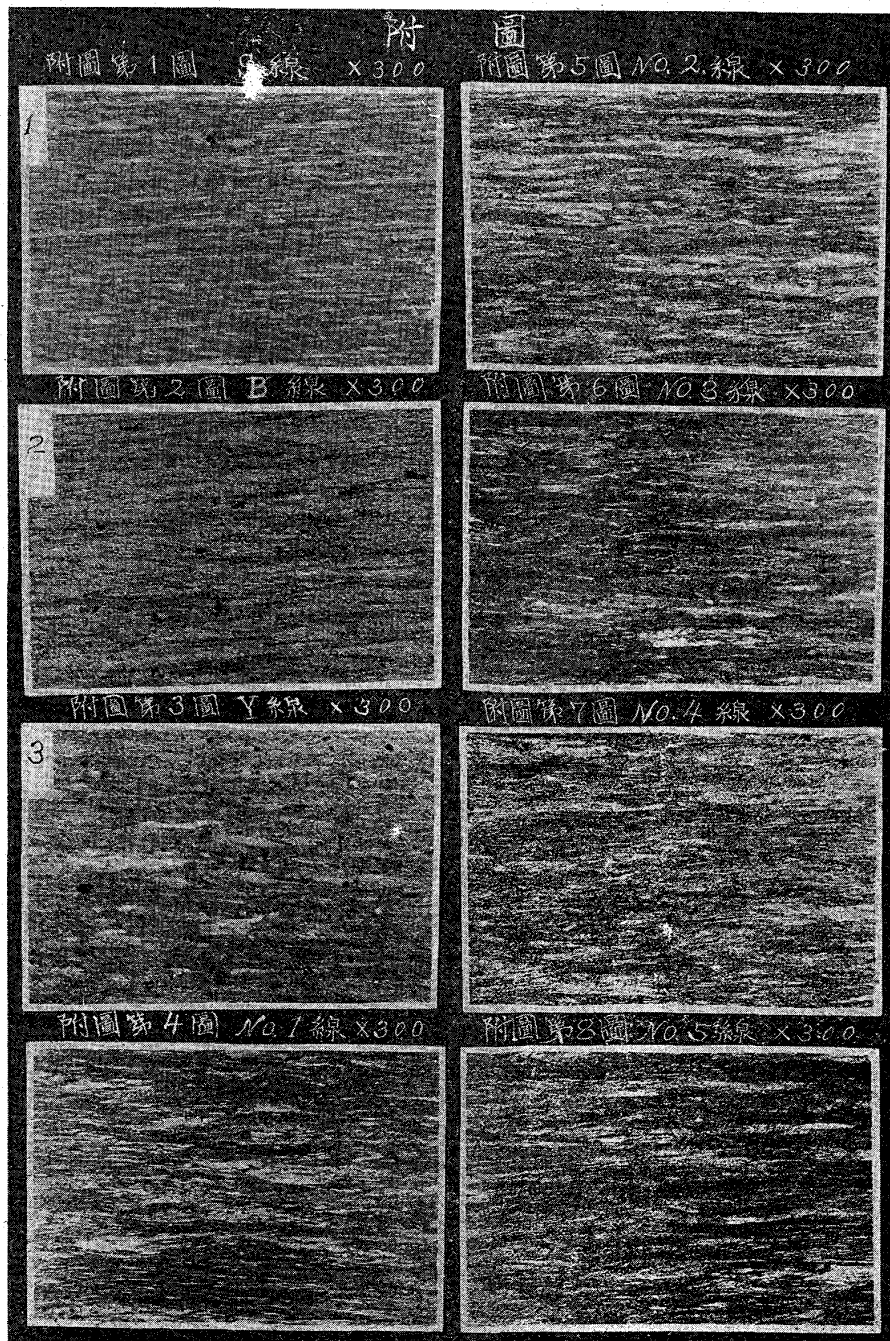 附圖
附圖第1圖 線 ×300
1
附圖第2圖 B 線 ×300
2
附圖第3圖 Y線 ×300
3
附圖第4圖 No.1線 ×300
附圖第5圖 NO.2.線 ×300
附圖第6圖 NO3線 ×300
附圖第7圖 No.4線 ×300
附圖第8圖 No.5線 ×300.